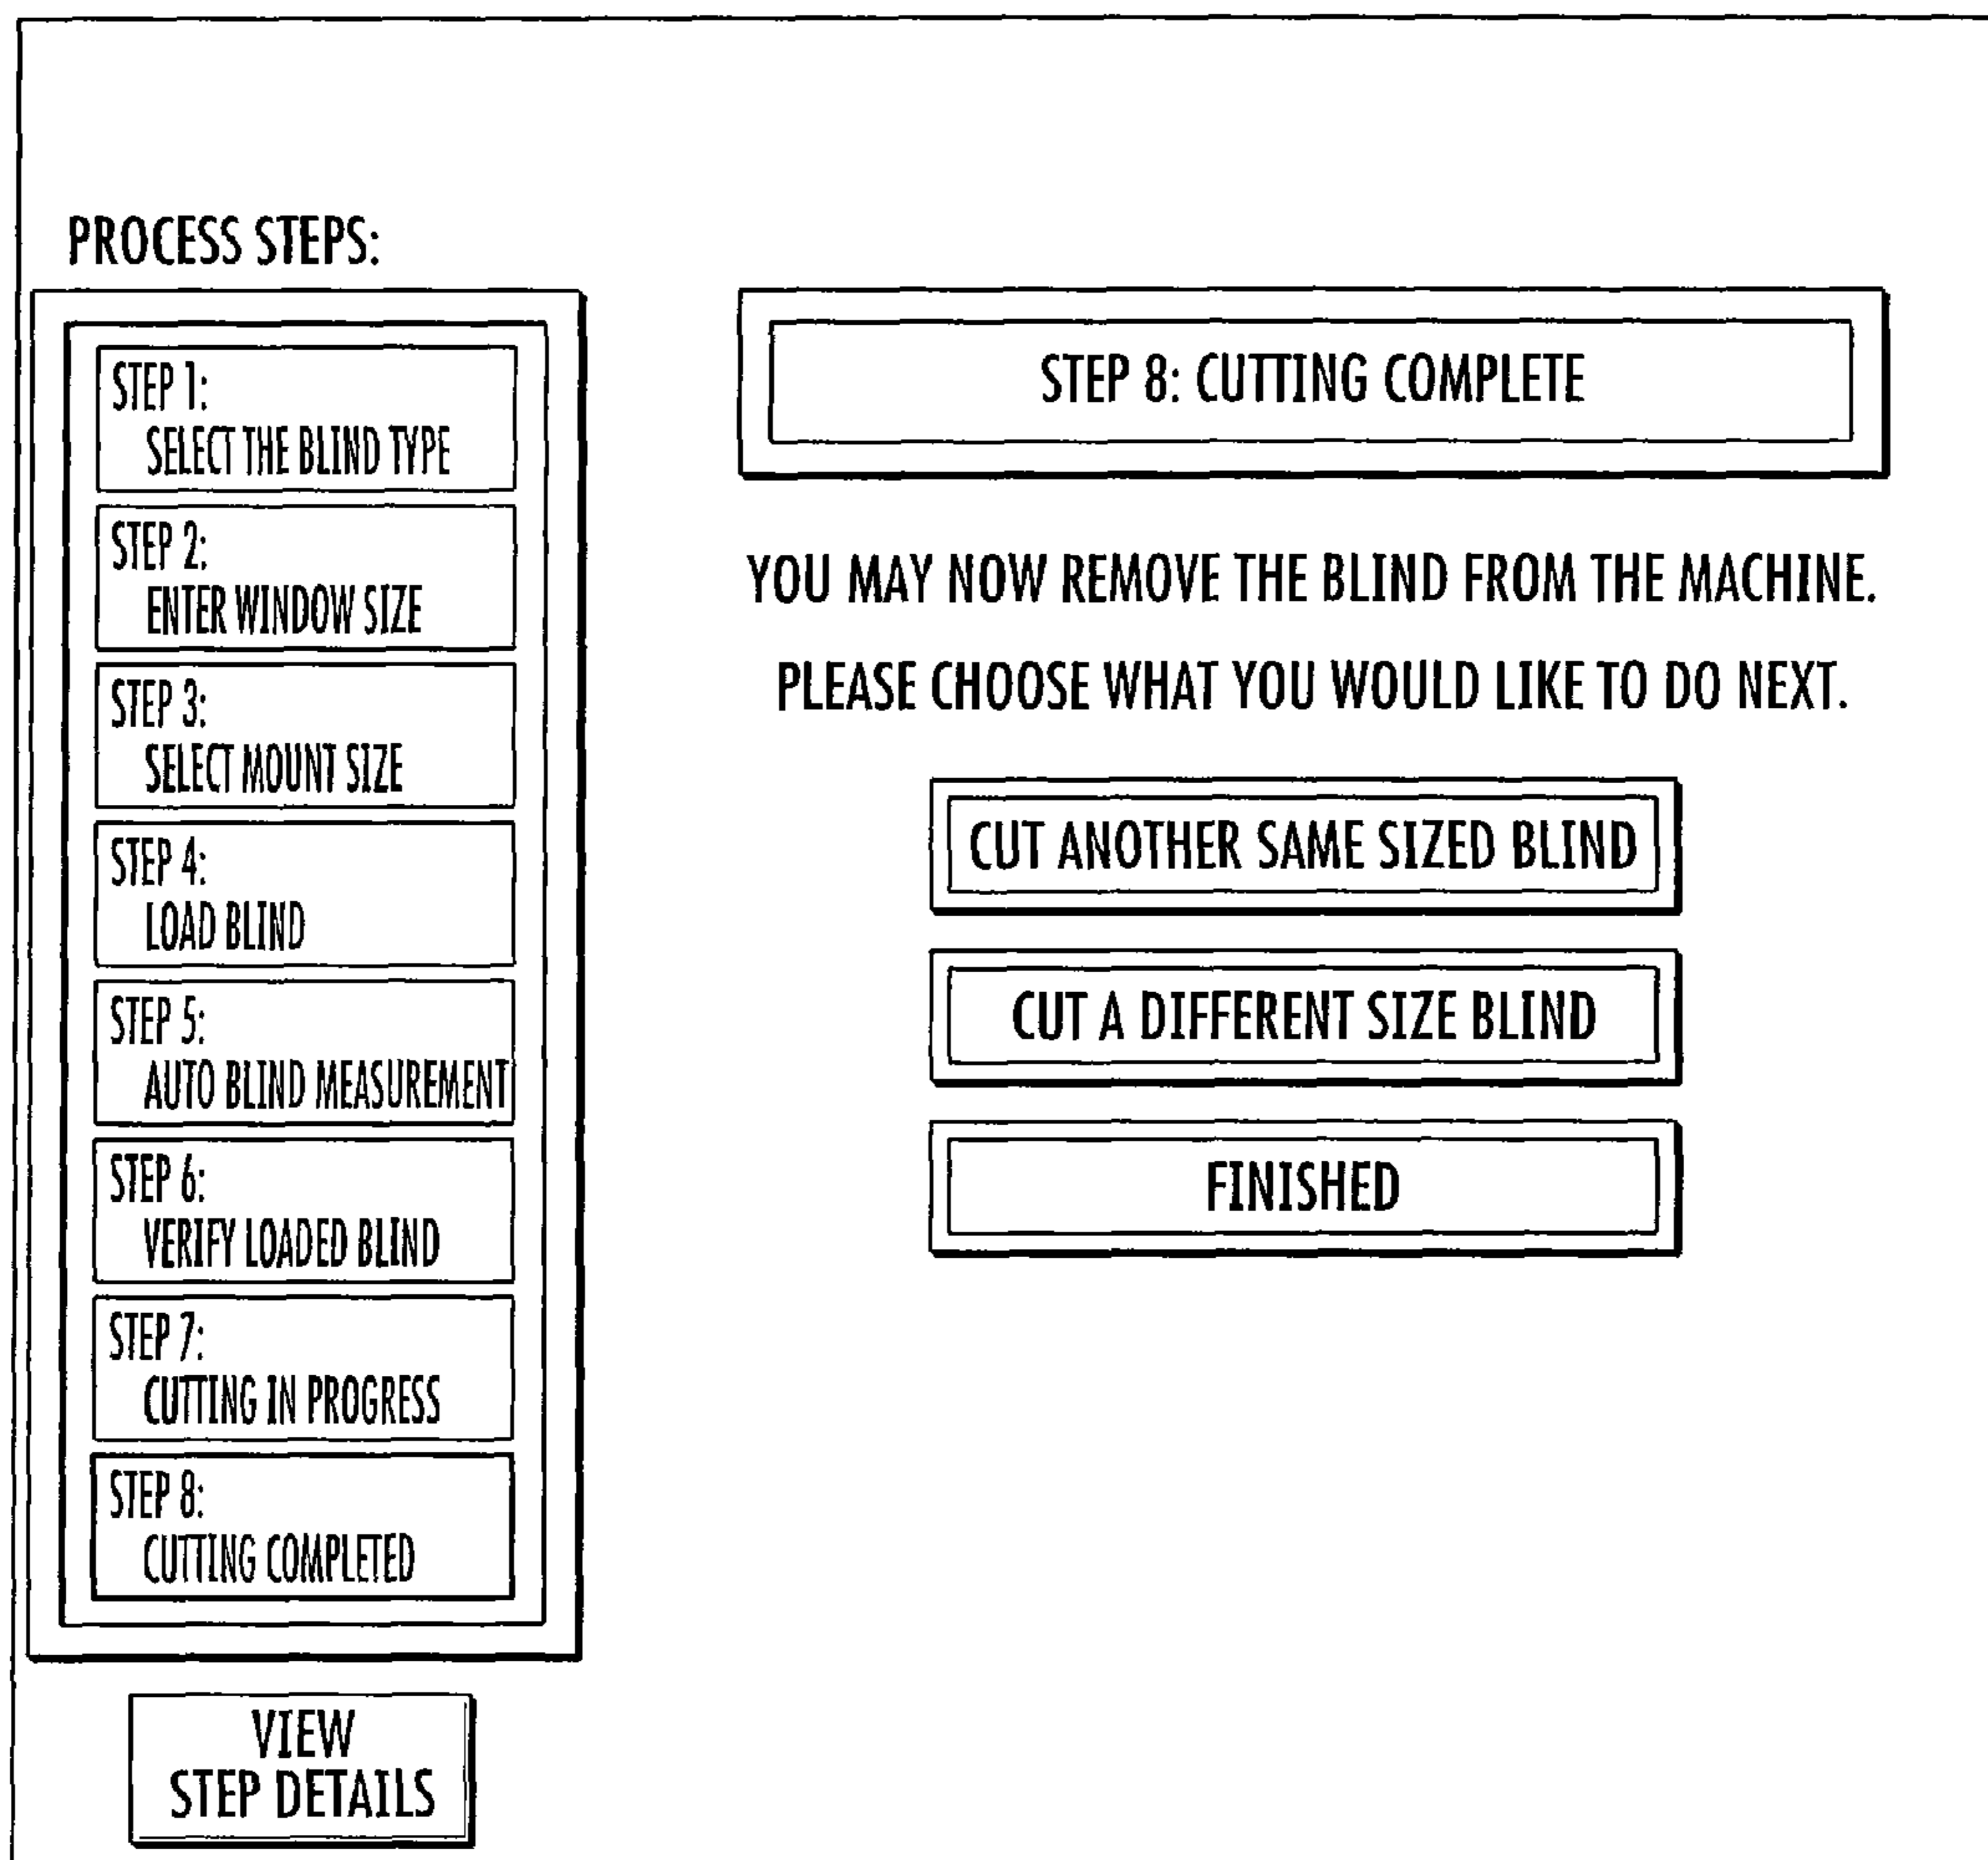 PROCESS STEPS:
STEP 1:
SELECT THE BLIND TYPE
STEP 2:
ENTER WINDOW SIZE
STEP 3:
SELECT MOUNT SIZE
STEP 4:
LOAD BLIND
STEP 5:
AUTO BLIND MEASUREMENT
STEP 6:
VERIFY LOADED BLIND
STEP 7:
CUTTING IN PROGRESS
STEP 8:
CUTTING COMPLETED
VIEW
STEP DETAILS
STEP 8: CUTTING COMPLETE
YOU MAY NOW REMOVE THE BLIND FROM THE MACHINE.
PLEASE CHOOSE WHAT YOU WOULD LIKE TO DO NEXT.
CUT ANOTHER SAME SIZED BLIND
CUT A DIFFERENT SIZE BLIND
FINISHED